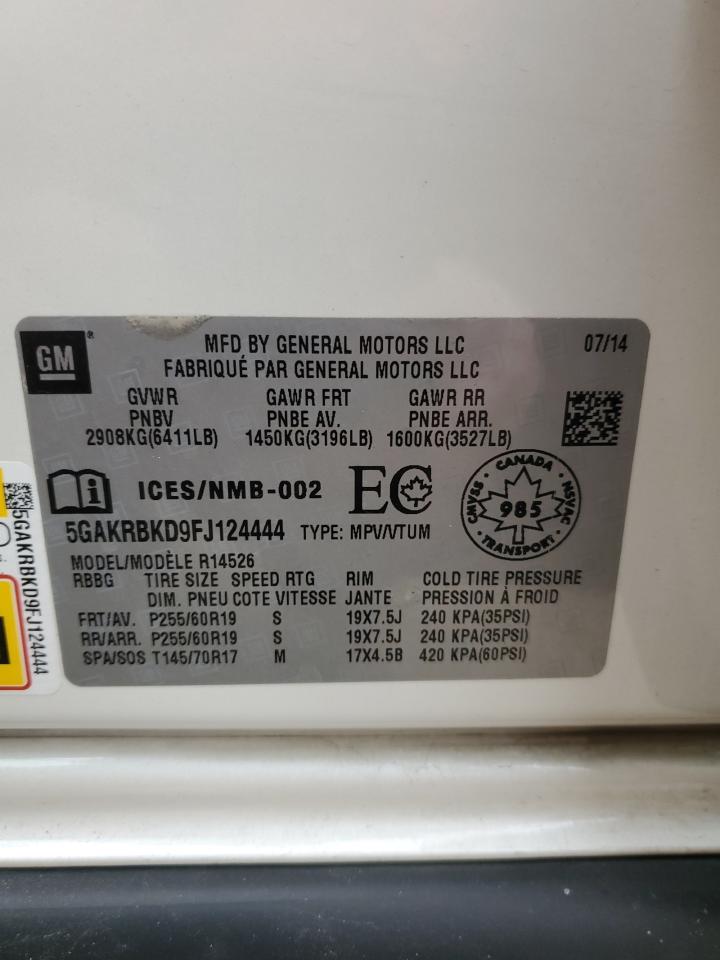 GM
®
MFD BY GENERAL MOTORS LLC
07/14
FABRIQUÉ PAR GENERAL MOTORS LLC
GVWR GAWR FRT GAWR RR
PNBV PNBE AV. PNBE ARR.
2908KG(6411LB) 1450KG(3196LB) 1600KG(3527LB)
i ICES/NMB-002 EC
CANADA
CMVSS 985 NSVAC
TRANSPORT
5GAKRBKD9FJ124444 TYPE: MPV/VTUM
MODEL/MODÈLE R14526
RBBG TIRE SIZE SPEED RTG RIM COLD TIRE PRESSURE
DIM. PNEU COTE VITESSE JANTE PRESSION À FROID
FRT/AV. P255/60R19 S 19X7.5J 240 KPA(35PSI)
RR/ARR. P255/60R19 S 19X7.5J 240 KPA(35PSI)
SPA/SOS T145/70R17 M 17X4.5B 420 KPA(60PSI)
5GAKRBKD9FJ124444